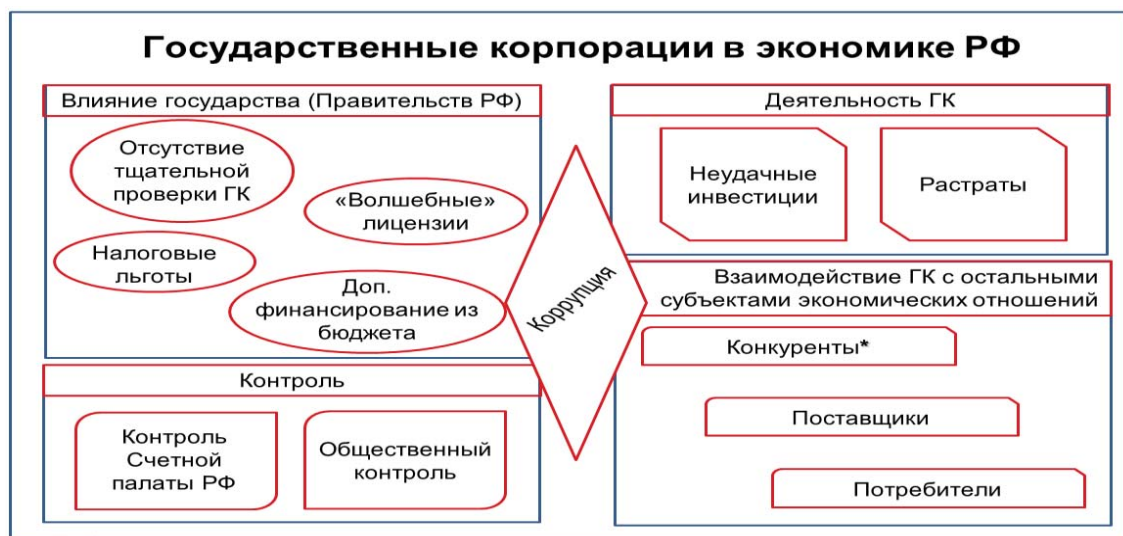 Государственные корпорации в экономике РФ
Влияние государства (Правительств РФ)
Отсутствие
тщательной
проверки ГК
«Волшебные»
лицензии
Налоговые
льготы
Доп.
финансирование из
бюджета
Контроль
Контроль
Счетной
палаты РФ
Общественный
контроль
Коррупция
Деятельность ГК
Неудачные
инвестиции
Растраты
Взаимодействие ГК с остальными
субъектами экономических отношений
Конкуренты*
Поставщики
Потребители